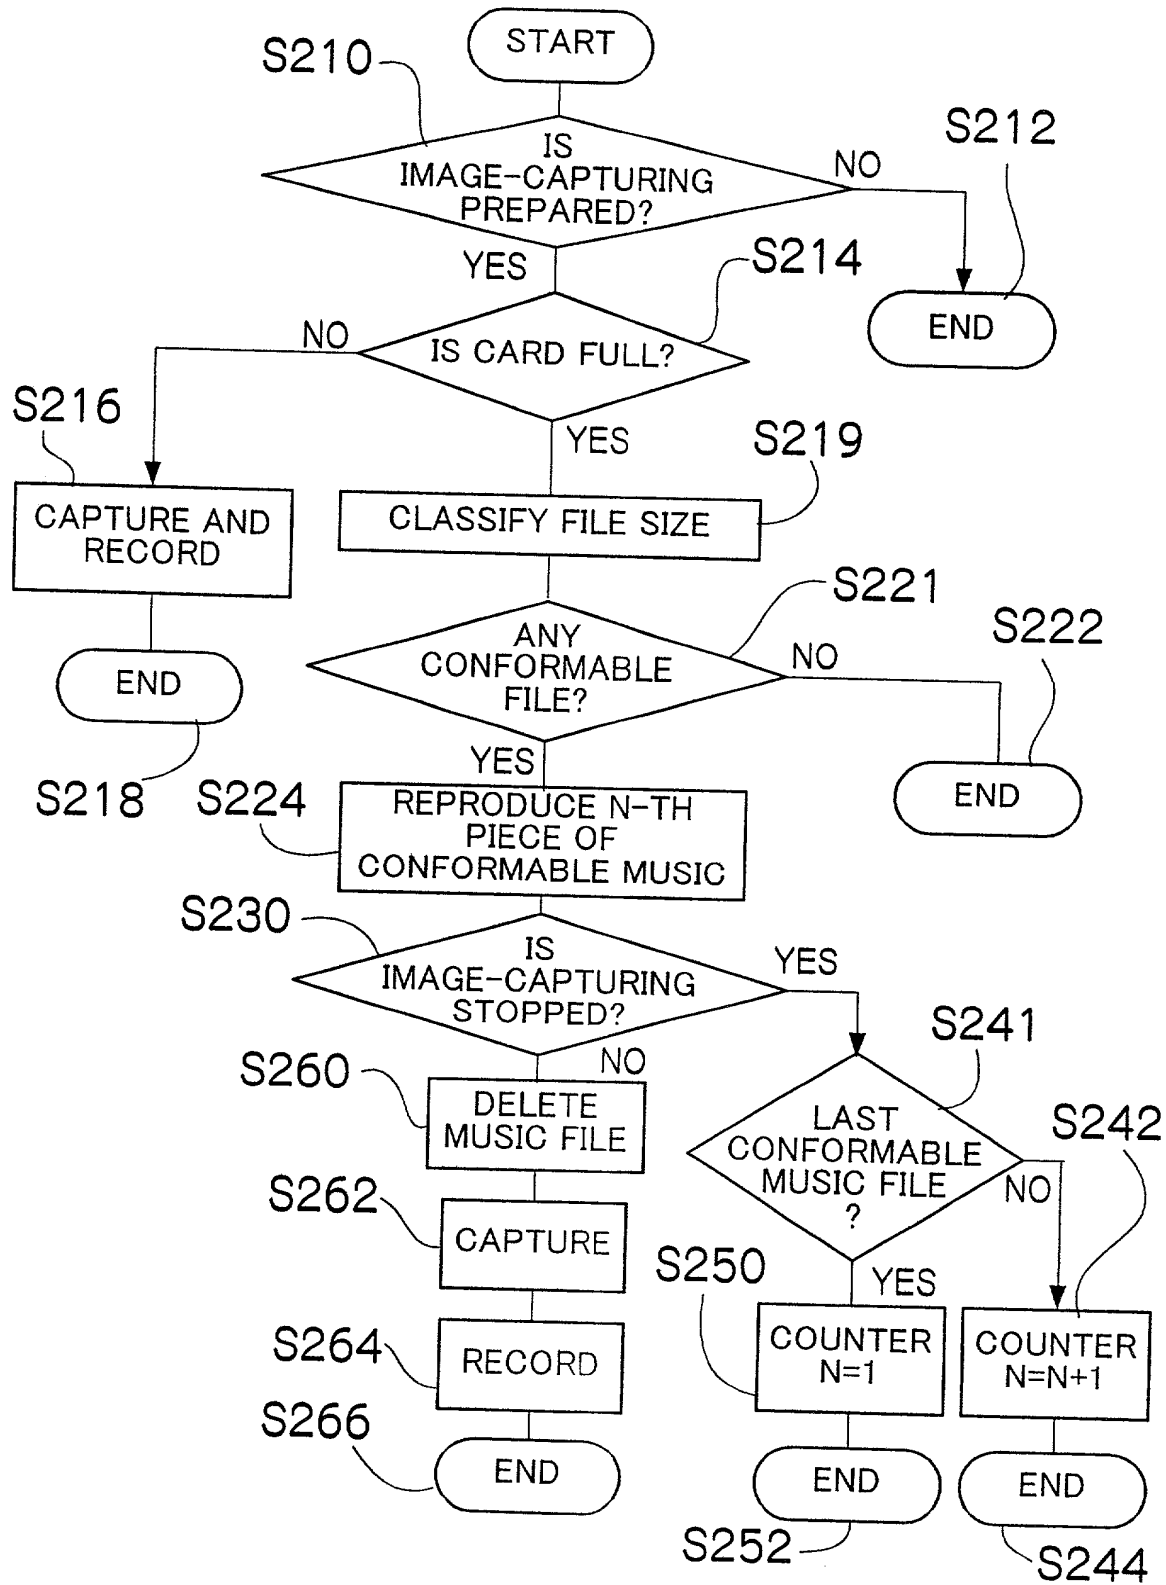 START
S210
IS
IMAGE-CAPTURING
PREPARED?
NO
S212
END
YES
S214
IS CARD FULL?
NO
S216
CAPTURE AND
RECORD
END
S218
YES
S219
CLASSIFY FILE SIZE
S221
ANY
CONFORMABLE
FILE?
NO
S222
END
YES
S224
REPRODUCE N-TH
PIECE OF
CONFORMABLE MUSIC
S230
IS
IMAGE-CAPTURING
STOPPED?
YES
NO
S260
DELETE
MUSIC FILE
S262
CAPTURE
S264
RECORD
S266
END
S241
LAST
CONFORMABLE
MUSIC FILE
?
NO
S242
YES
S250
COUNTER
N=1
COUNTER
N=N+1
END
S252
END
S244